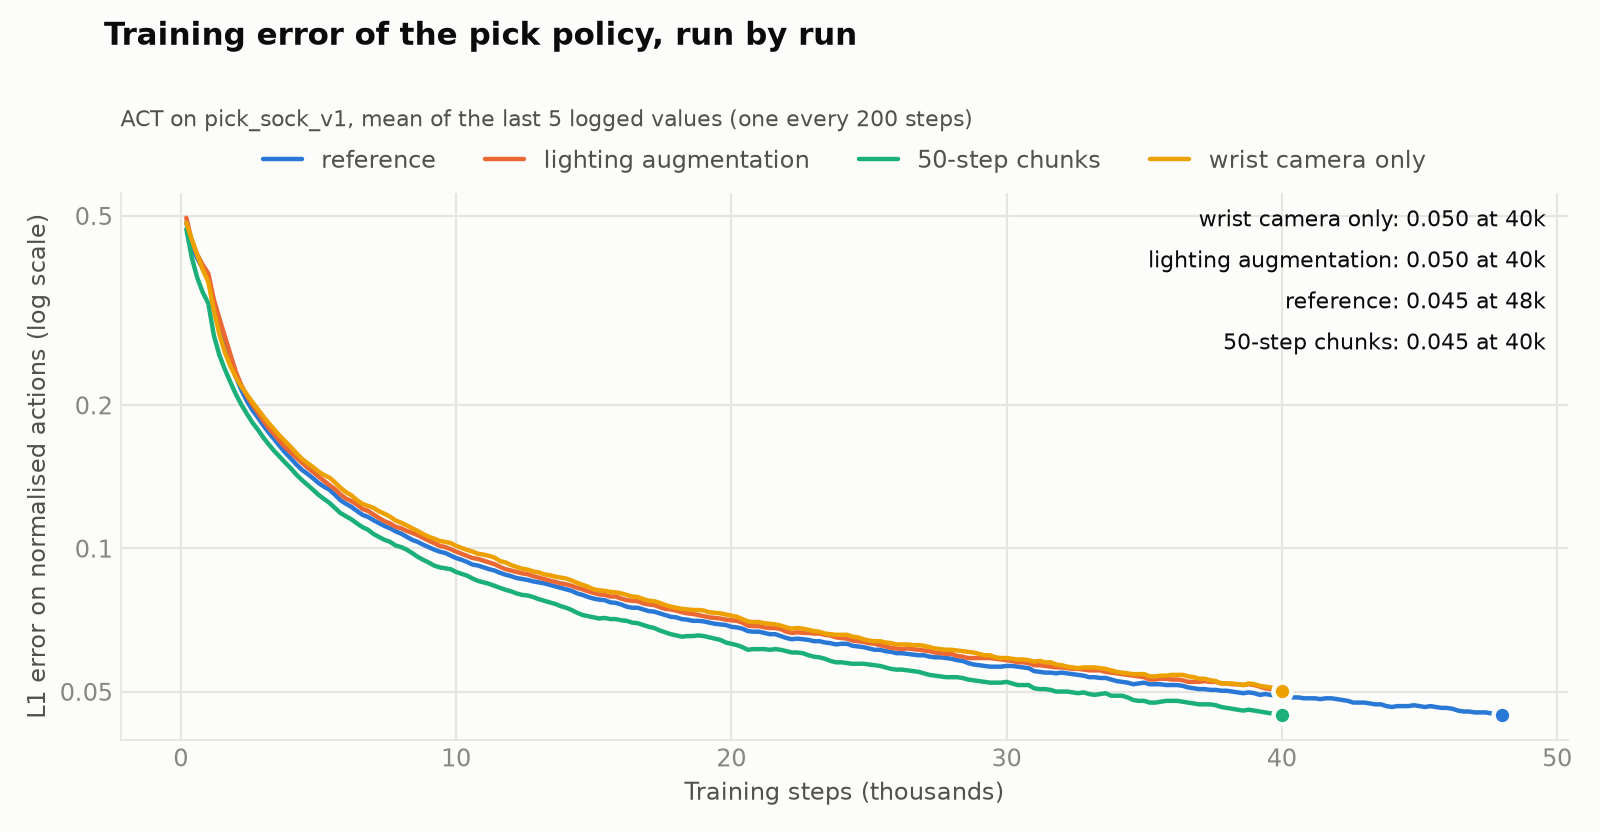 Training error of the pick policy, run by run
ACT on pick_sock_v1, mean of the last 5 logged values (one every 200 steps)
reference
lighting augmentation
50-step chunks
wrist camera only
L1 error on normalised actions (log scale)
0.5
0.2
0.1
0.05
wrist camera only: 0.050 at 40k
lighting augmentation: 0.050 at 40k
reference: 0.045 at 48k
50-step chunks: 0.045 at 40k
0 10 20 30 40 50
Training steps (thousands)